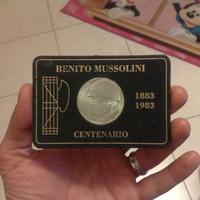 BENITO MUSSOLINI
1883
1983
CENTENARIO